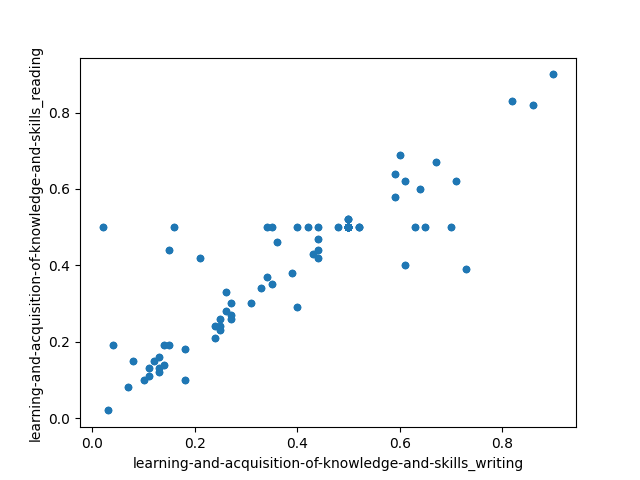 learning-and-acquisition-of-knowledge-and-skills_reading
0.8
0.6
0.4
0.2
0.0
0.0 0.2 0.4 0.6 0.8
learning-and-acquisition-of-knowledge-and-skills_writing